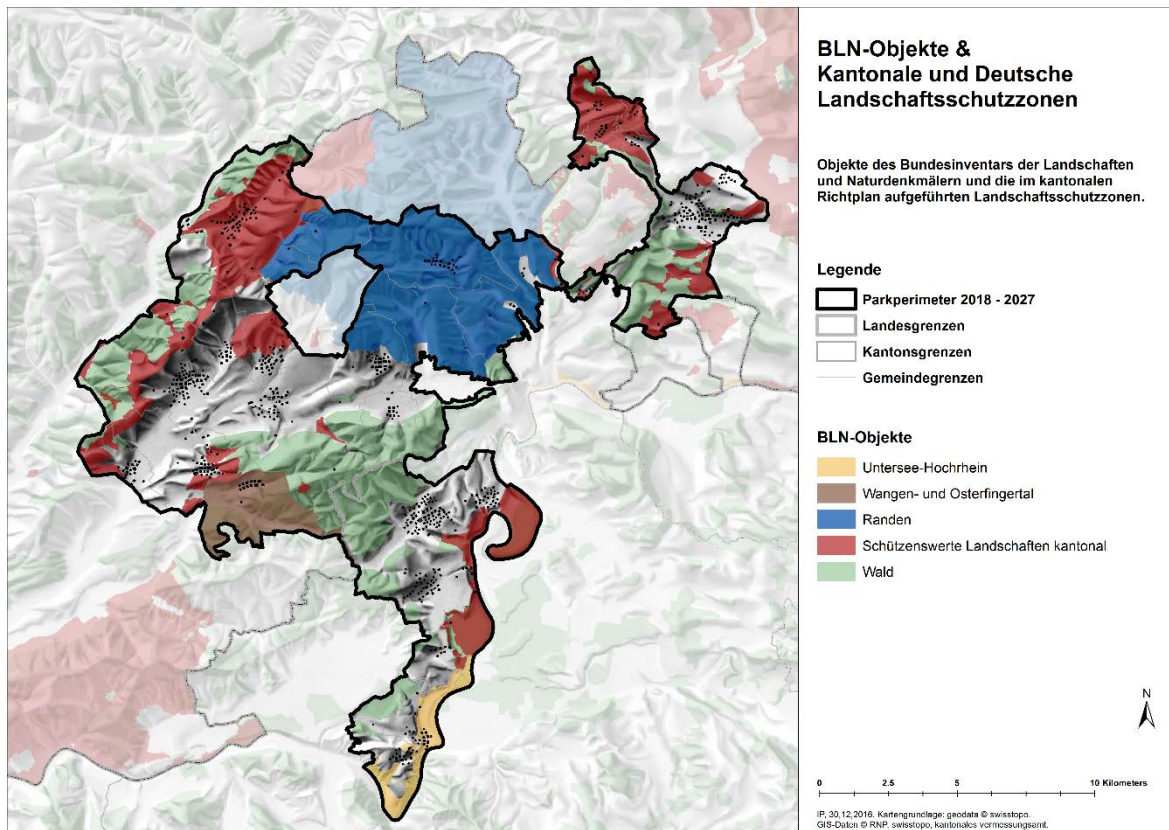 BLN-Objekte &
Kantonale und Deutsche
Landschaftsschutzzonen
Objekte des Bundesinventars der Landschaften
und Naturdenkmälern und die im kantonalen
Richtplan aufgeführten Landschaftsschutzzonen.
Legende
Parkperimeter 2018 - 2027
Landesgrenzen
Kantonsgrenzen
Gemeindegrenzen
BLN-Objekte
Untersee-Hochrhein
Wangen- und Osterfingertal
Randen
Schützenswerte Landschaften kantonal
Wald
N
0 2.5 5 10 Kilometers
IP, 30,12,2016. Kartengrundlage: geodata © swisstopo.
GIS-Daten © RNP, swisstopo, kantonales vermessungsamt.